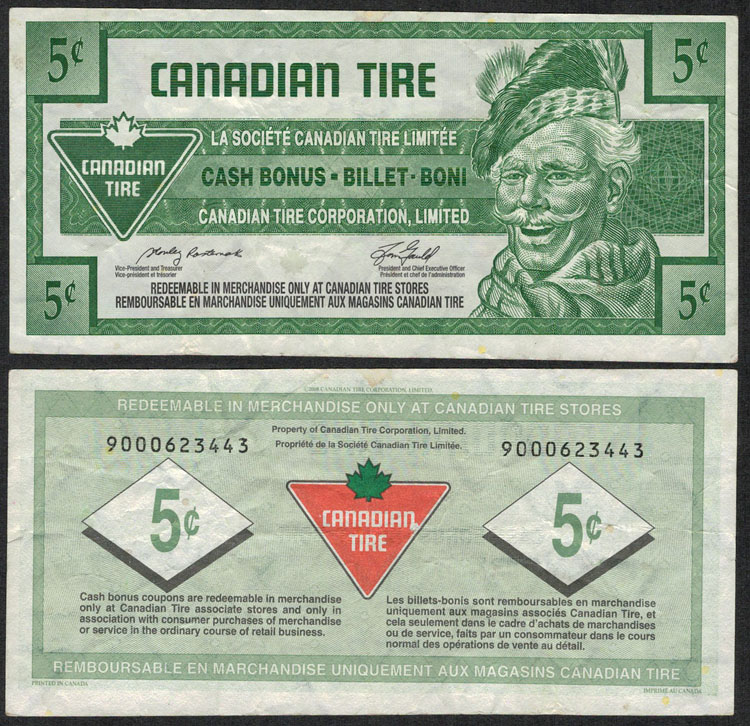 5¢
5¢
CANADIAN TIRE
LA SOCIÉTÉ CANADIAN TIRE LIMITÉE
CANADIAN
TIRE
CASH BONUS - BILLET - BONI
CANADIAN TIRE CORPORATION, LIMITED
Vice-President and Treasurer
Vice-président et trésorier
President and Chief Executive Officer
Président et chef de l'administration
5¢
5¢
REDEEMABLE IN MERCHANDISE ONLY AT CANADIAN TIRE STORES
REMBOURSABLE EN MARCHANDISE UNIQUEMENT AUX MAGASINS CANADIAN TIRE
CANADIAN TIRE CORPORATION, LIMITED.
REDEEMABLE IN MERCHANDISE ONLY AT CANADIAN TIRE STORES
Property of Canadian Tire Corporation, Limited.
Propriété de la Société Canadian Tire Limitée.
9000623443
9000623443
5¢
CANADIAN
TIRE
5¢
Cash bonus coupons are redeemable in merchandise
only at Canadian Tire associate stores and only in
association with consumer purchases of merchandise
or service in the ordinary course of retail business.
Les billets-bonis sont remboursables en marchandise
uniquement aux magasins associés Canadian Tire, et
cela seulement dans le cadre d'achats de marchandises
ou de service, faits par un consommateur dans le cours
normal des opérations de vente au détail.
REMBOURSABLE EN MARCHANDISE UNIQUEMENT AUX MAGASINS CANADIAN TIRE
PRINTED IN CANADA
IMPRIMÉ AU CANADA